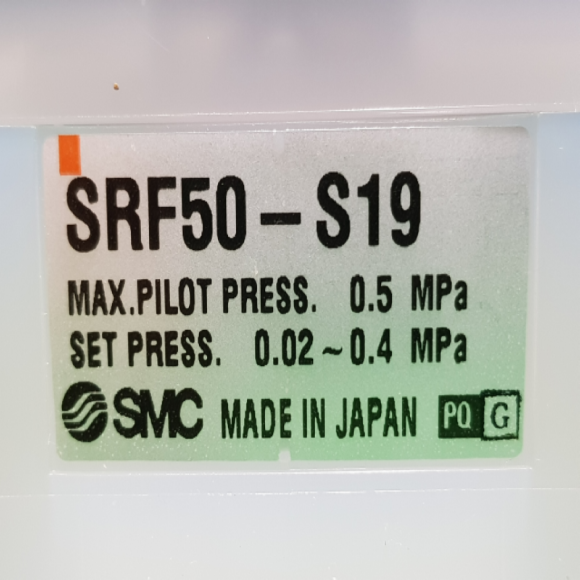 SRF50-S19
MAX.PILOT PRESS. 0.5 MPa
SET PRESS. 0.02~0.4 MPa
SMC MADE IN JAPAN PQ G